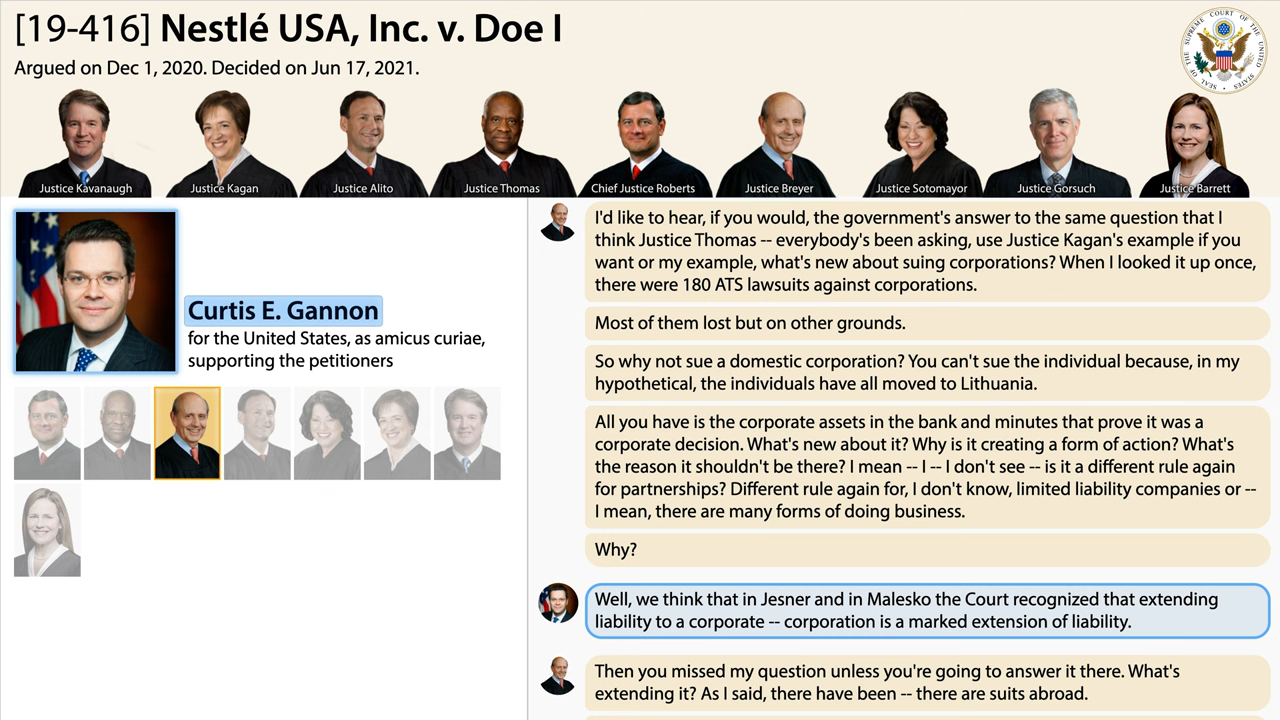 [19-416] Nestlé USA, Inc. v. Doe I
Argued on Dec 1, 2020. Decided on Jun 17, 2021.
SEAL OF THE SUPREME COURT OF THE UNITED STATES
Justice Kavanaugh
Justice Kagan
Justice Alito
Justice Thomas
Chief Justice Roberts
Justice Breyer
Justice Sotomayor
Justice Gorsuch
Justice Barrett
Curtis E. Gannon
for the United States, as amicus curiae,
supporting the petitioners
I'd like to hear, if you would, the government's answer to the same question that I
think Justice Thomas -- everybody's been asking, use Justice Kagan's example if you
want or my example, what's new about suing corporations? When I looked it up once,
there were 180 ATS lawsuits against corporations.
Most of them lost but on other grounds.
So why not sue a domestic corporation? You can't sue the individual because, in my
hypothetical, the individuals have all moved to Lithuania.
All you have is the corporate assets in the bank and minutes that prove it was a
corporate decision. What's new about it? Why is it creating a form of action? What's
the reason it shouldn't be there? I mean -- I -- I don't see -- is it a different rule again
for partnerships? Different rule again for, I don't know, limited liability companies or --
I mean, there are many forms of doing business.
Why?
Well, we think that in Jesner and in Malesko the Court recognized that extending
liability to a corporate -- corporation is a marked extension of liability.
Then you missed my question unless you're going to answer it there. What's
extending it? As I said, there have been -- there are suits abroad.